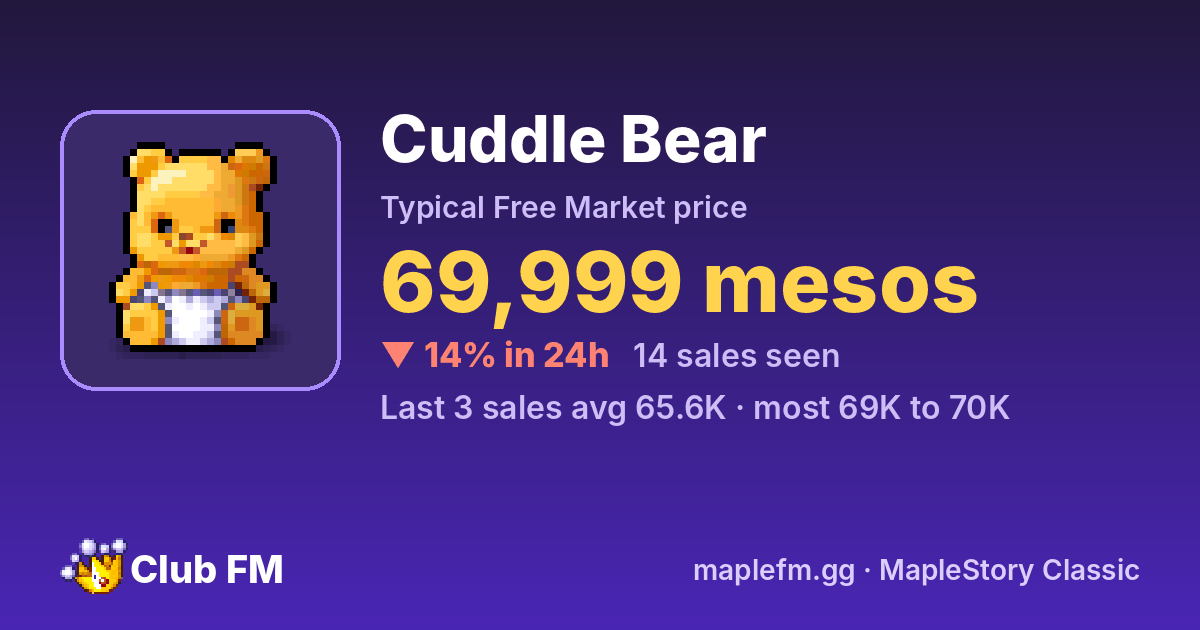 Cuddle Bear
Typical Free Market price
69,999 mesos
▼ 14% in 24h 14 sales seen
Last 3 sales avg 65.6K · most 69K to 70K
Club FM
maplefm.gg · MapleStory Classic